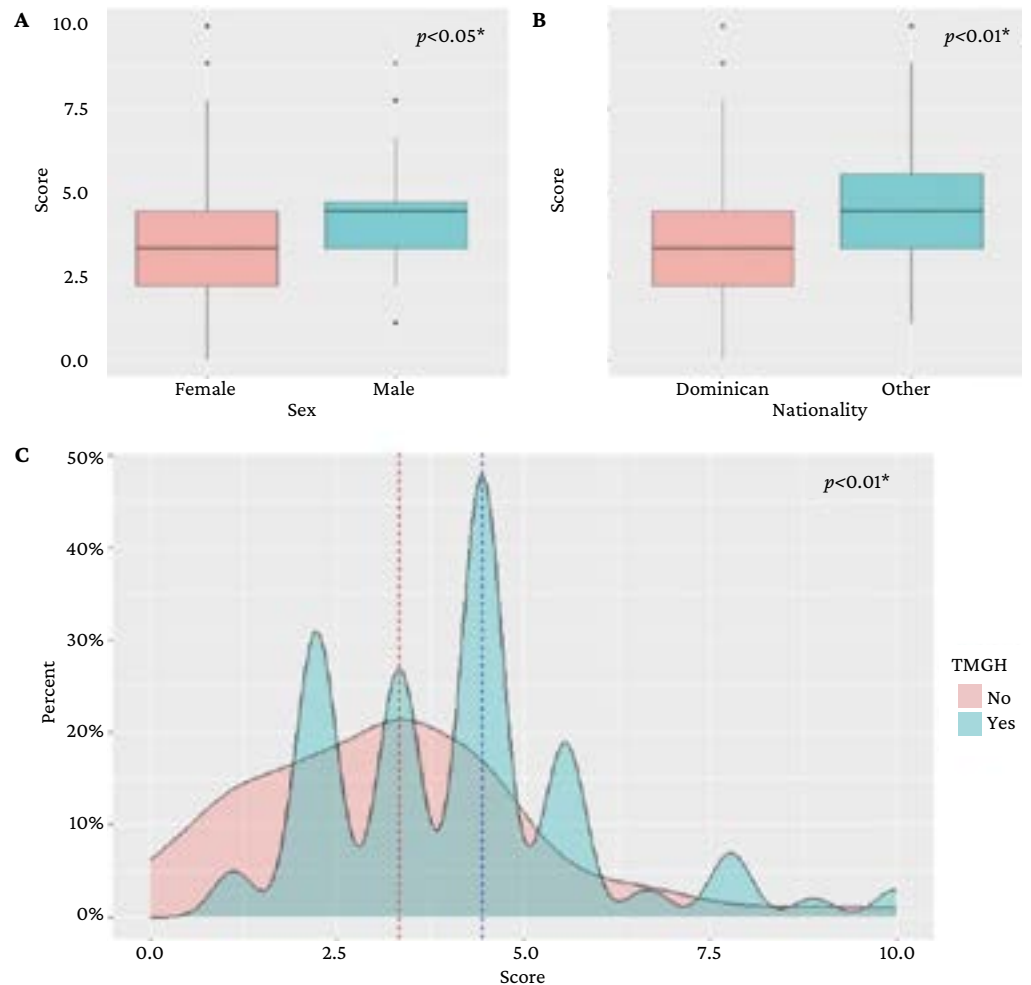 A
p<0.05*
10.0
7.5
5.0
2.5
0.0
Score
Female Male
Sex
B
p<0.01*
Score
Dominican Other
Nationality
C
p<0.01*
50%
40%
30%
20%
10%
0%
Percent
0.0 2.5 5.0 7.5 10.0
Score
TMGH
No
Yes